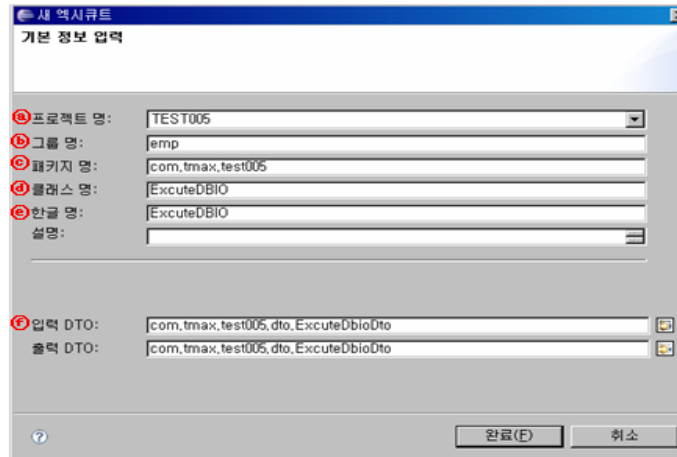 새 엑시큐트
기본 정보 입력
ⓐ프로젝트 명: TEST005
ⓑ그룹 명: emp
ⓒ패키지 명: com,tmax,test005
ⓓ클래스 명: ExcuteDBIO
ⓔ한글 명: ExcuteDBIO
설명:
ⓕ입력 DTO: com,tmax,test005,dto,ExcuteDbioDto
출력 DTO: com,tmax,test005,dto,ExcuteDbioDto
? 완료(F) 취소